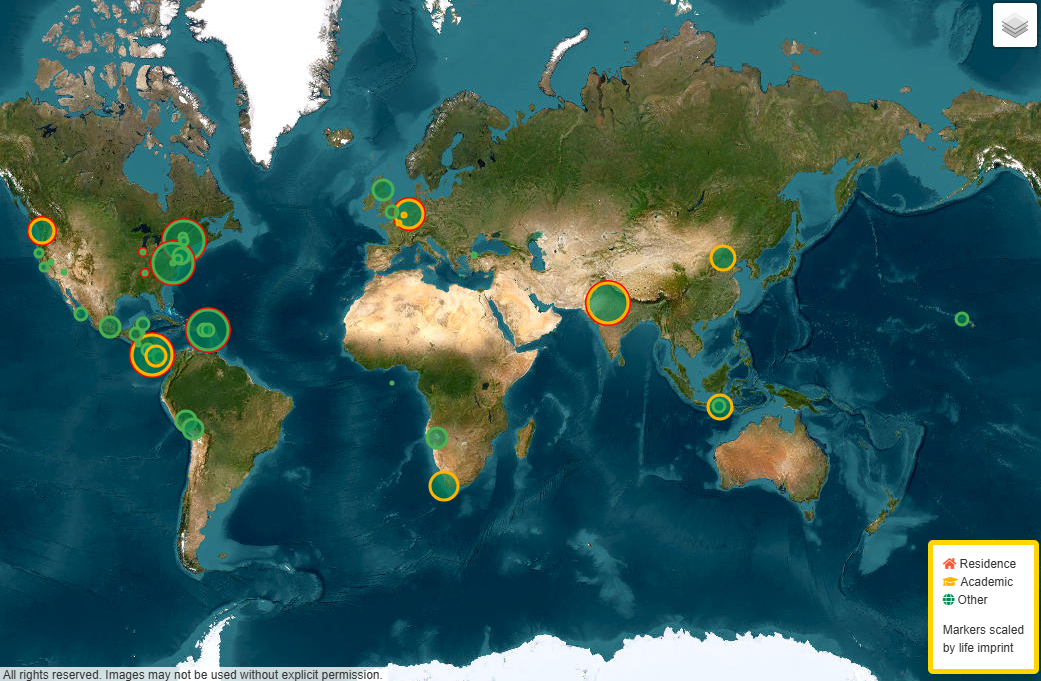 Residence
Academic
Other
Markers scaled
by life imprint
All rights reserved. Images may not be used without explicit permission.